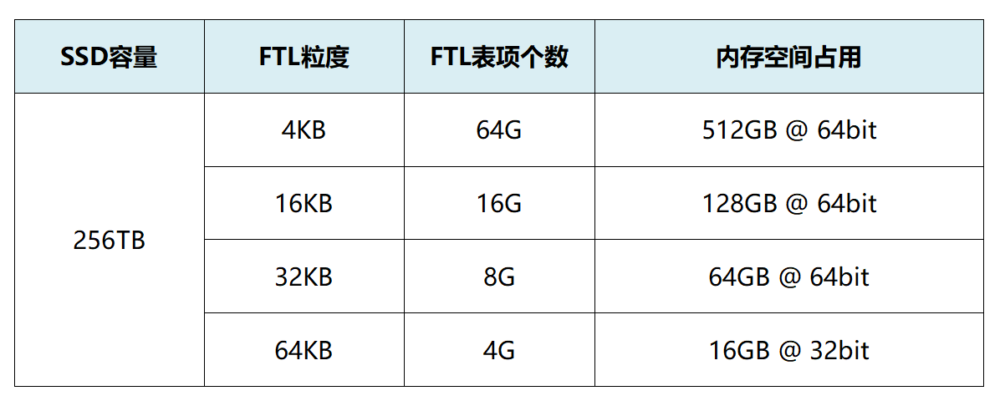 SSD容量 FTL粒度 FTL表项个数 内存空间占用
4KB 64G 512GB @ 64bit
16KB 16G 128GB @ 64bit
256TB
32KB 8G 64GB @ 64bit
64KB 4G 16GB @ 32bit